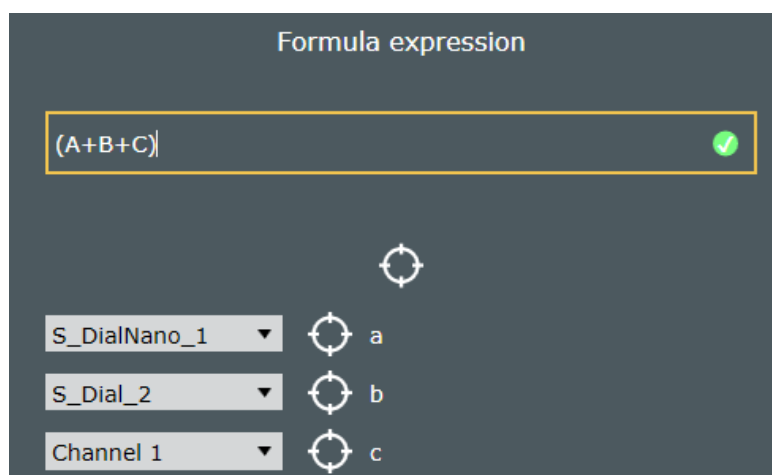 Formula expression
(A+B+C)
S_DialNano_1 a
S_Dial_2 b
Channel 1 c